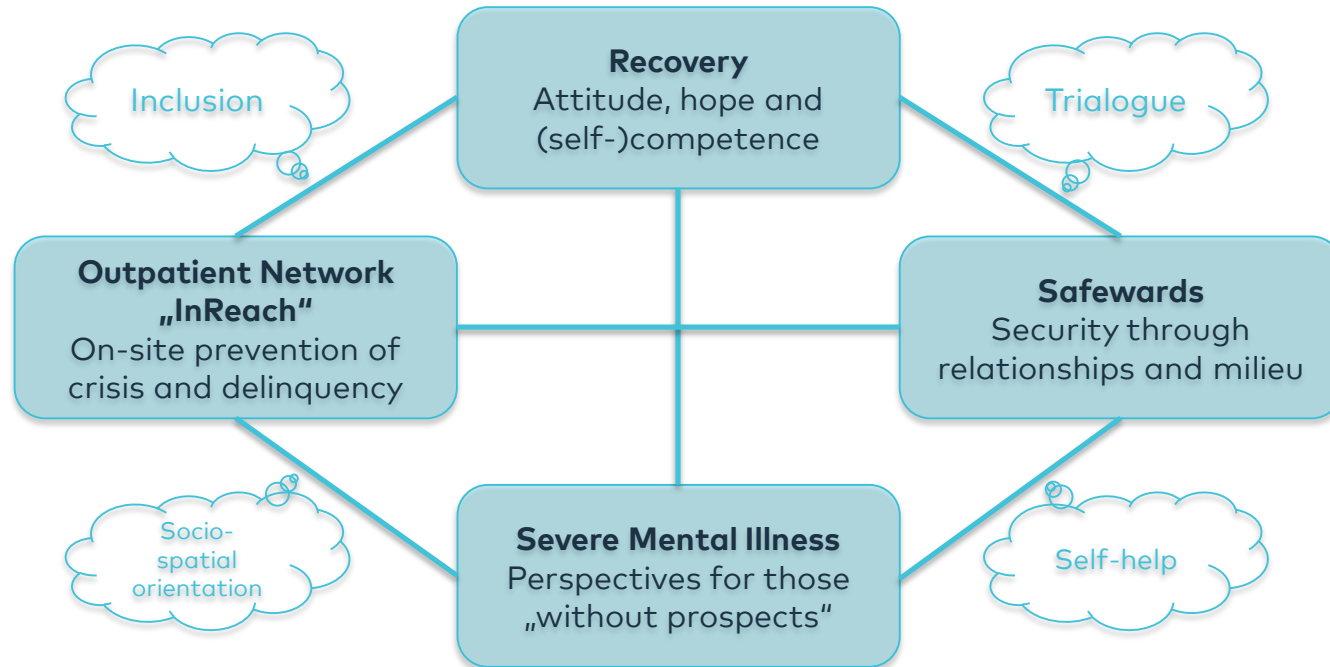 Recovery
Attitude, hope and
(self-)competence
Inclusion
Trialogue
Outpatient Network
„InReach“
On-site prevention of
crisis and delinquency
Safewards
Security through
relationships and milieu
Socio-
spatial
orientation
Severe Mental Illness
Perspectives for those
„without prospects“
Self-help